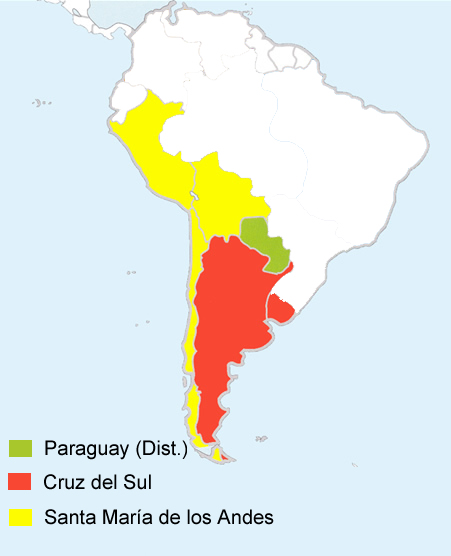 Paraguay (Dist.)
Cruz del Sul
Santa María de los Andes